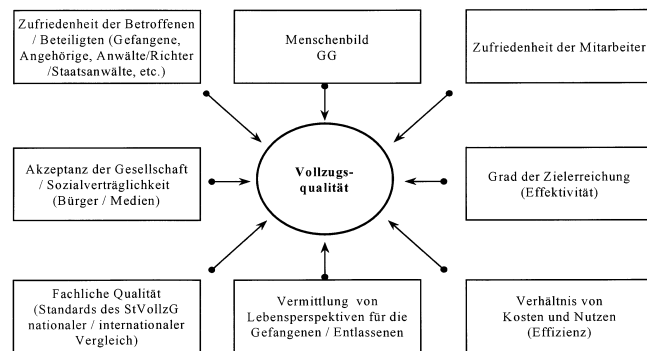 Zufriedenheit der Betroffenen
/ Beteiligten (Gefangene,
Angehörige, Anwälte/Richter
/Staatsanwälte, etc.)
Menschenbild
GG
Zufriedenheit der Mitarbeiter
Akzeptanz der Gesellschaft
/ Sozialverträglichkeit
(Bürger / Medien)
Vollzugs-
qualität
Grad der Zielerreichung
(Effektivität)
Fachliche Qualität
(Standards des StVollzG
nationaler / internationaler
Vergleich)
Vermittlung von
Lebensperspektiven für die
Gefangenen / Entlassenen
Verhältnis von
Kosten und Nutzen
(Effizienz)